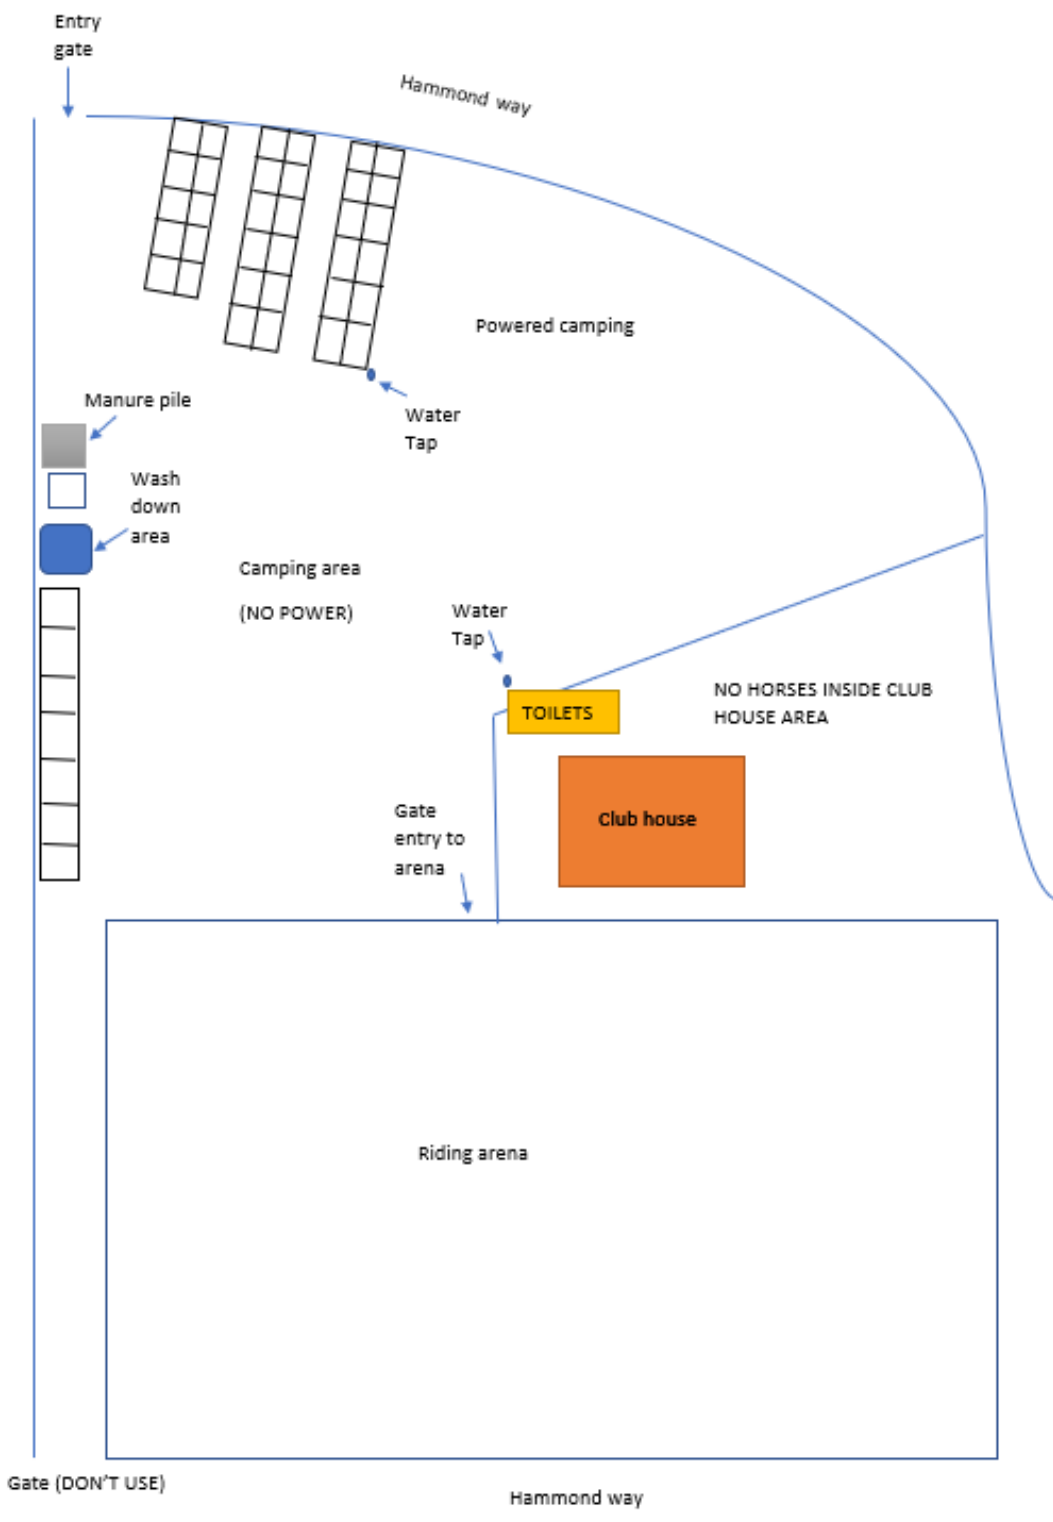 Entry
gate
Hammond way
Powered camping
Manure pile
Water
Tap
Wash
down
area
Camping area
(NO POWER)
Water
Tap
NO HORSES INSIDE CLUB
HOUSE AREA
TOILETS
Gate
entry to
arena
Club house
Riding arena
Gate (DON'T USE)
Hammond way